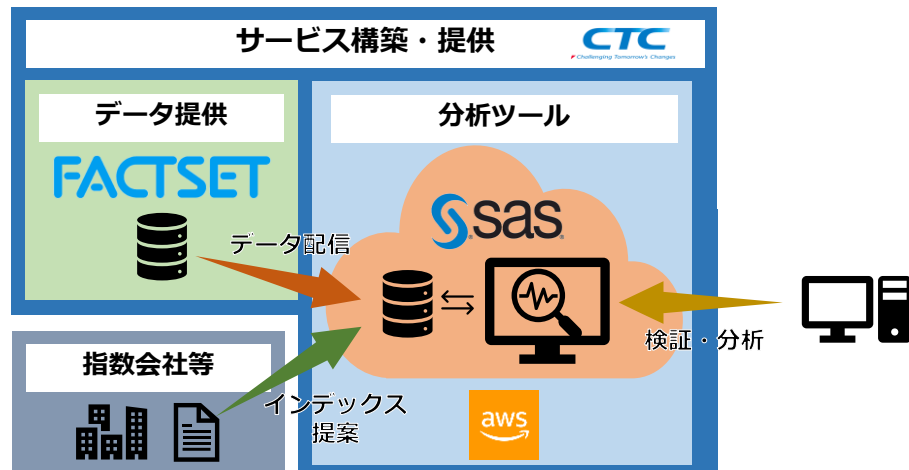 サービス構築・提供
CTC
Challenging Tomorrow's Changes
データ提供
FACTSET
分析ツール
sas
データ配信
検証・分析
指数会社等
インデックス
提案
aws